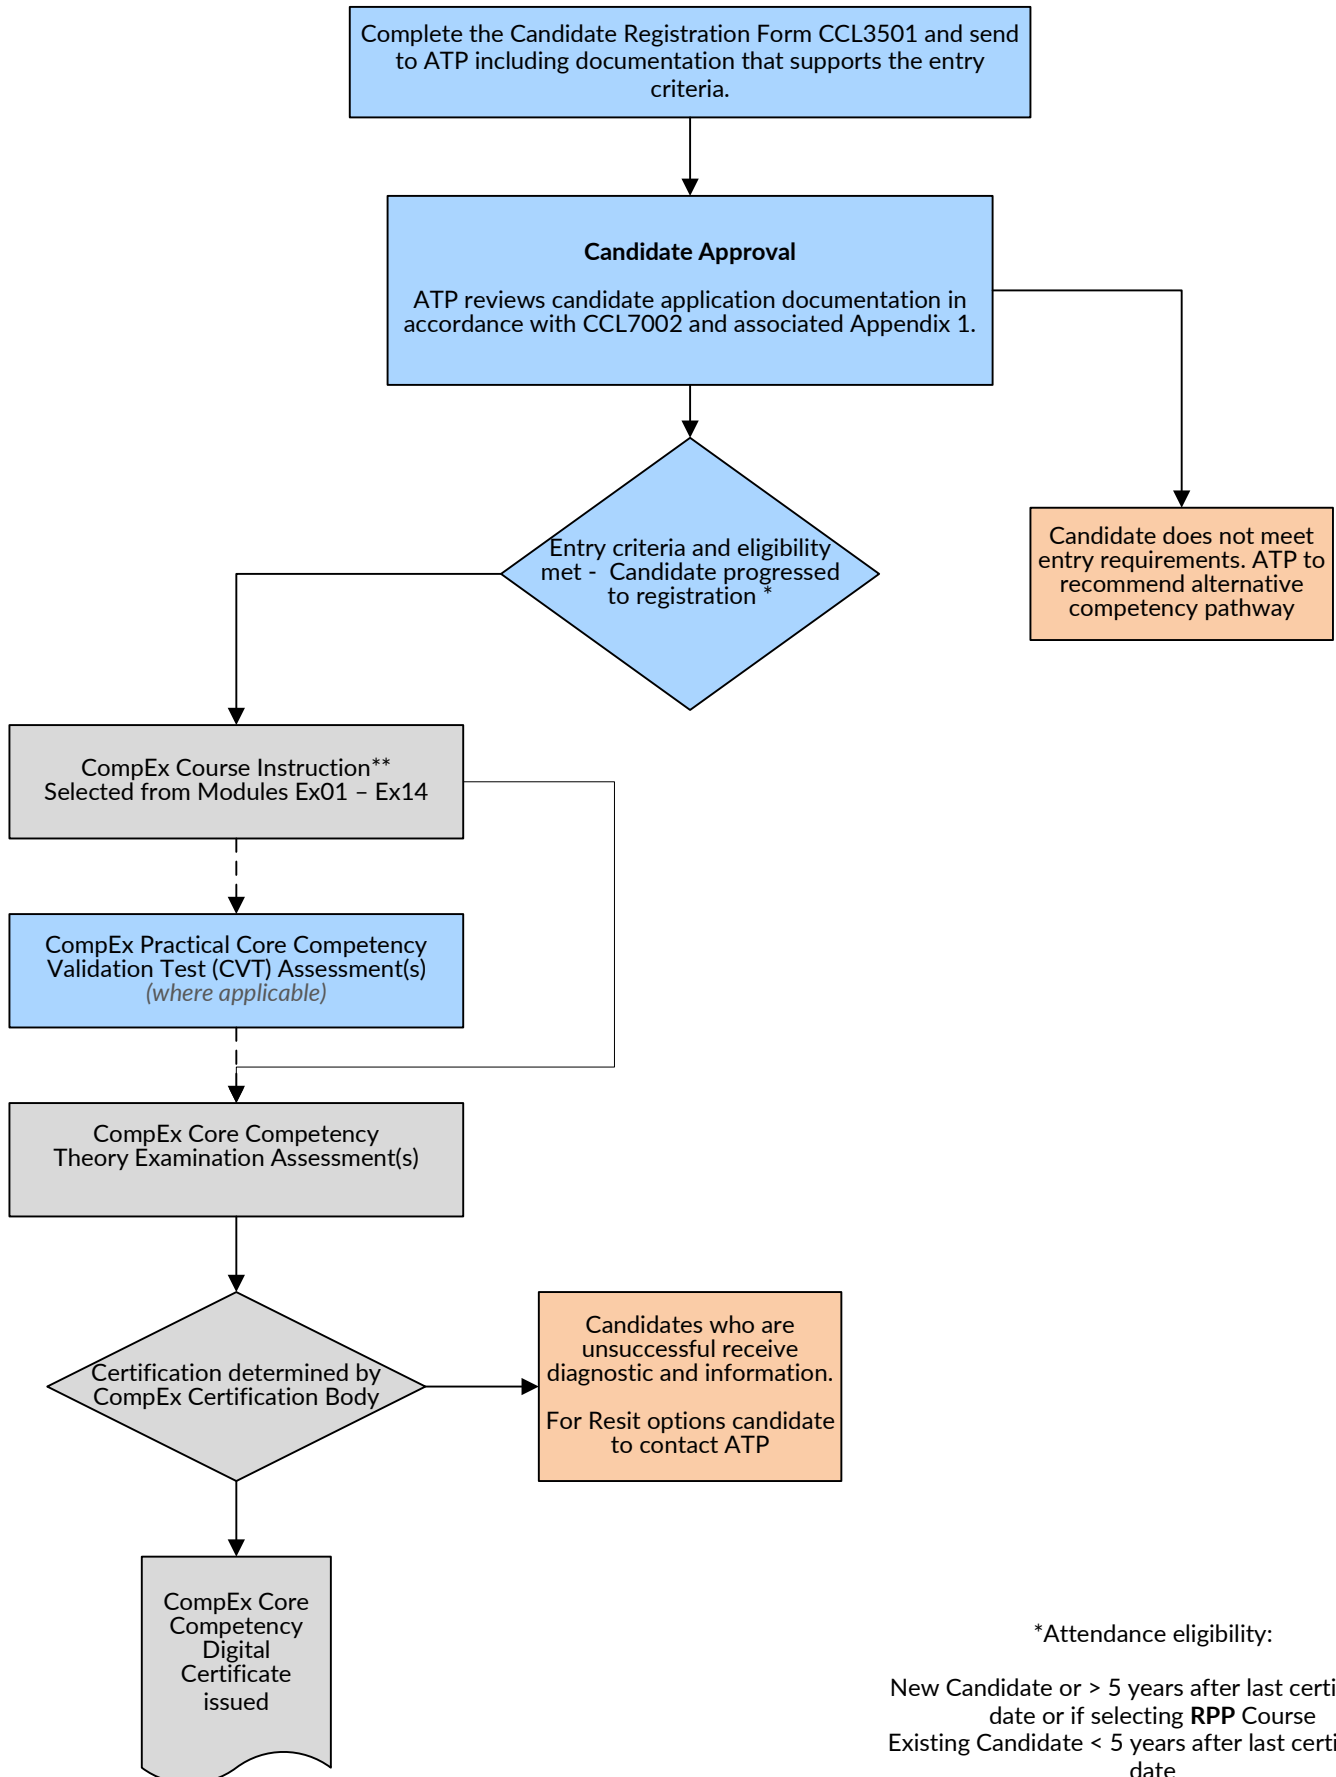 Complete the Candidate Registration Form CCL3501 and send
to ATP including documentation that supports the entry
criteria.
Candidate Approval
ATP reviews candidate application documentation in
accordance with CCL7002 and associated Appendix 1.
Entry criteria and eligibility
met -  Candidate progressed
to registration *
Candidate does not meet
entry requirements. ATP to
recommend alternative
competency pathway
CompEx Course Instruction**
Selected from Modules Ex01 – Ex14
CompEx Practical Core Competency
Validation Test (CVT) Assessment(s)
(where applicable)
CompEx Core Competency
Theory Examination Assessment(s)
Certification determined by
CompEx Certification Body
Candidates who are
unsuccessful receive
diagnostic and information.
For Resit options candidate
to contact ATP
CompEx Core
Competency
Digital
Certificate
issued
*Attendance eligibility:
New Candidate or > 5 years after last certi
date or if selecting RPP Course
Existing Candidate < 5 years after last certi
date